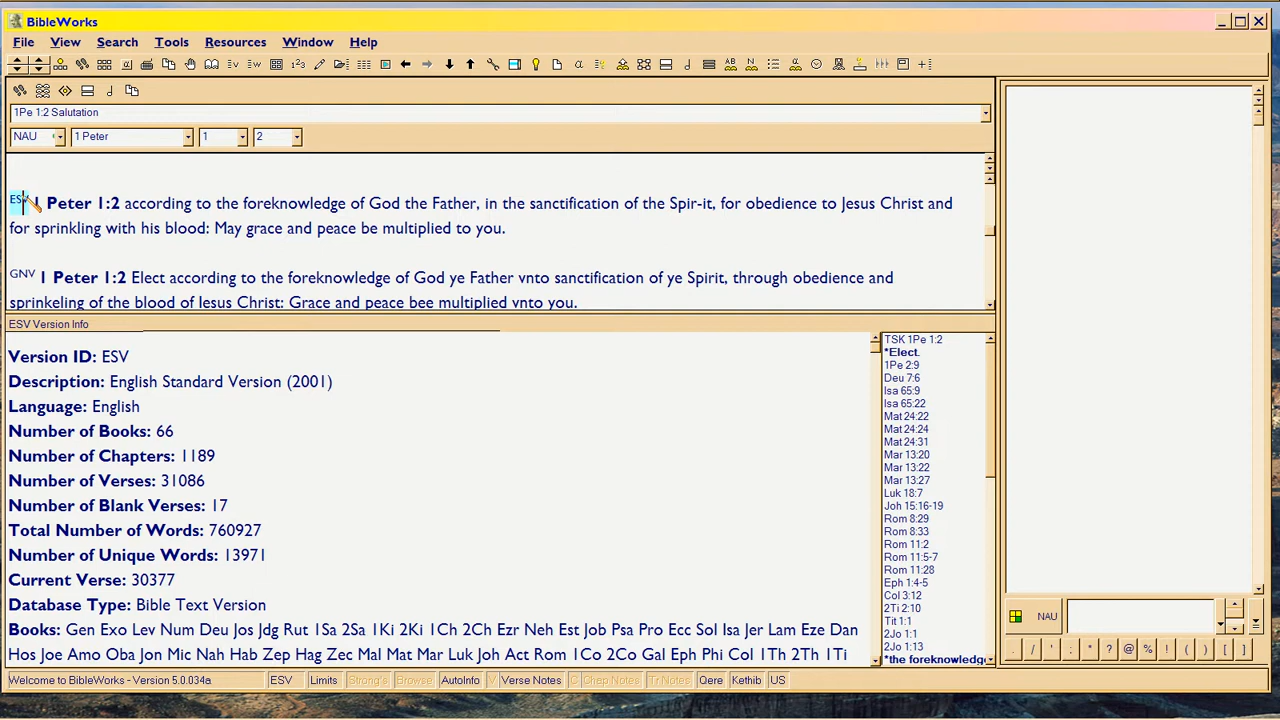 BibleWorks
File View Search Tools Resources Window Help
1Pe 1:2 Salutation
NAU 1 Peter 1 2
ESV 1 Peter 1:2 according to the foreknowledge of God the Father, in the sanctification of the Spir-it, for obedience to Jesus Christ and
for sprinkling with his blood: May grace and peace be multiplied to you.
GNV 1 Peter 1:2 Elect according to the foreknowledge of God ye Father vnto sanctification of ye Spirit, through obedience and
sprinkeling of the blood of Iesus Christ: Grace and peace bee multiplied vnto you.
ESV Version Info
Version ID: ESV
Description: English Standard Version (2001)
Language: English
Number of Books: 66
Number of Chapters: 1189
Number of Verses: 31086
Number of Blank Verses: 17
Total Number of Words: 760927
Number of Unique Words: 13971
Current Verse: 30377
Database Type: Bible Text Version
Books: Gen Exo Lev Num Deu Jos Jdg Rut 1Sa 2Sa 1Ki 2Ki 1Ch 2Ch Ezr Neh Est Job Psa Pro Ecc Sol Isa Jer Lam Eze Dan
Hos Joe Amo Oba Jon Mic Nah Hab Zep Hag Zec Mal Mat Mar Luk Joh Act Rom 1Co 2Co Gal Eph Phi Col 1Th 2Th 1Ti
TSK 1Pe 1:2
*Elect.
1Pe 2:9
Deu 7:6
Isa 65:9
Isa 65:22
Mat 24:22
Mat 24:24
Mat 24:31
Mar 13:20
Mar 13:22
Mar 13:27
Luk 18:7
Joh 15:16-19
Rom 8:29
Rom 8:33
Rom 11:2
Rom 11:5-7
Rom 11:28
Eph 1:4-5
Col 3:12
2Ti 2:10
Tit 1:1
2Jo 1:1
2Jo 1:13
*the foreknowledge
NAU
. / ' ; * ? @ % ! ( ) [ ]
Welcome to BibleWorks - Version 5.0.034a ESV Limits Strong's Browse AutoInfo V Verse Notes C Chap Notes Tr Notes Qere Kethib US